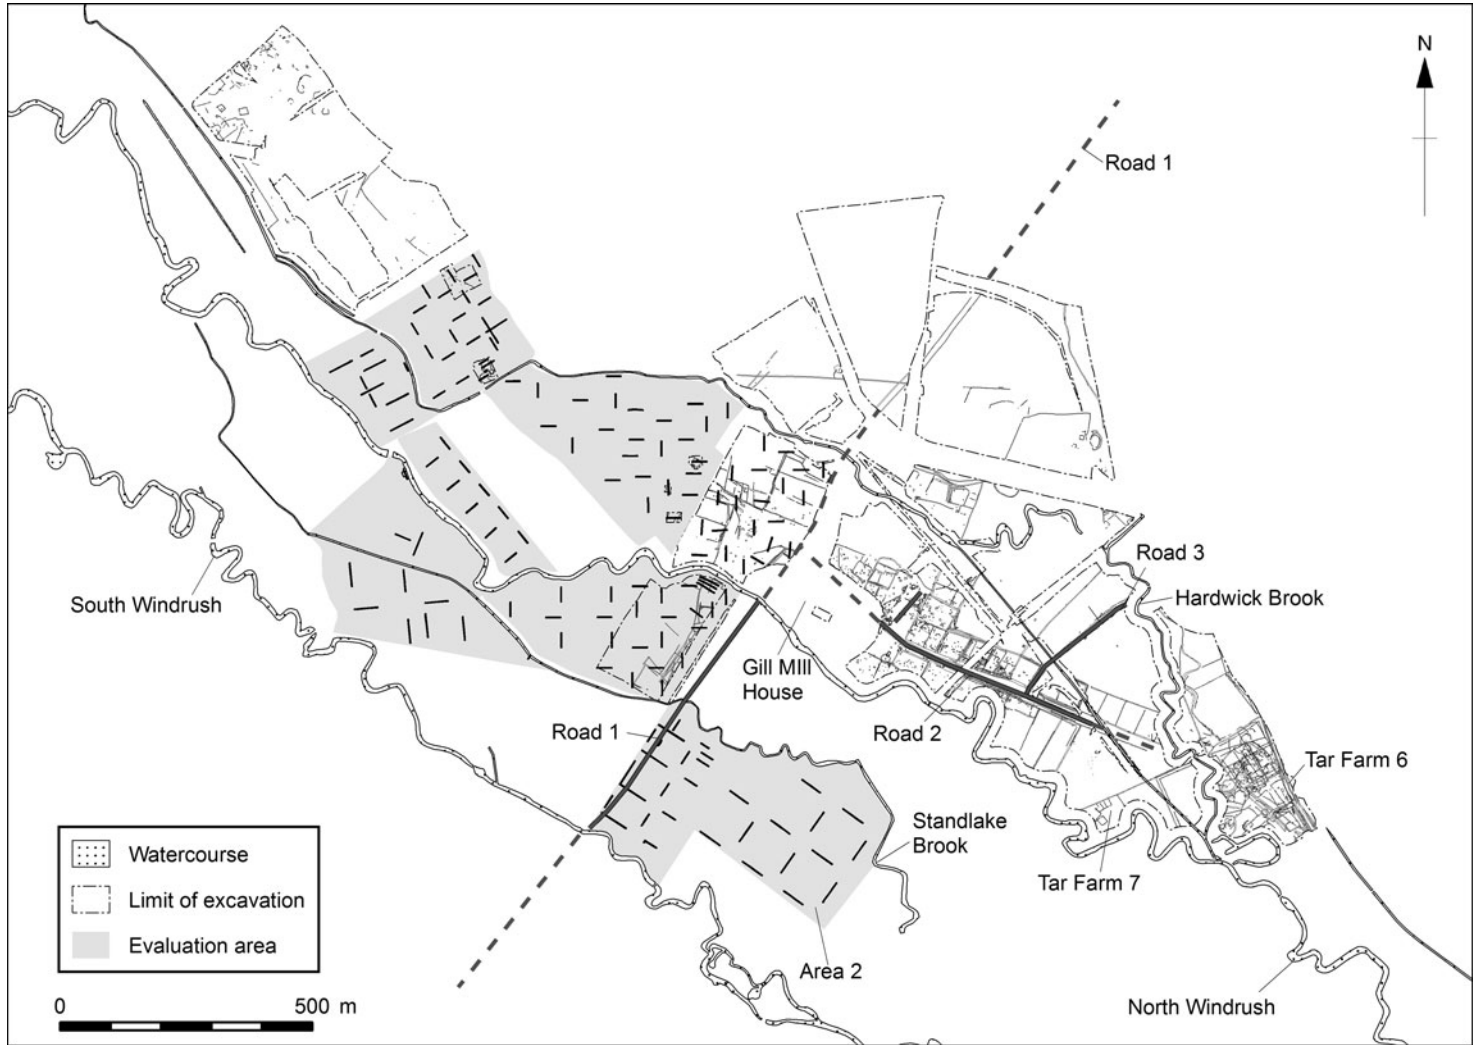 N
Road 1
Road 3
Hardwick Brook
South Windrush
Gill MIll
House
Road 1
Road 2
Tar Farm 6
Standlake
Brook
Tar Farm 7
Area 2
North Windrush
Watercourse
Limit of excavation
Evaluation area
0 500 m